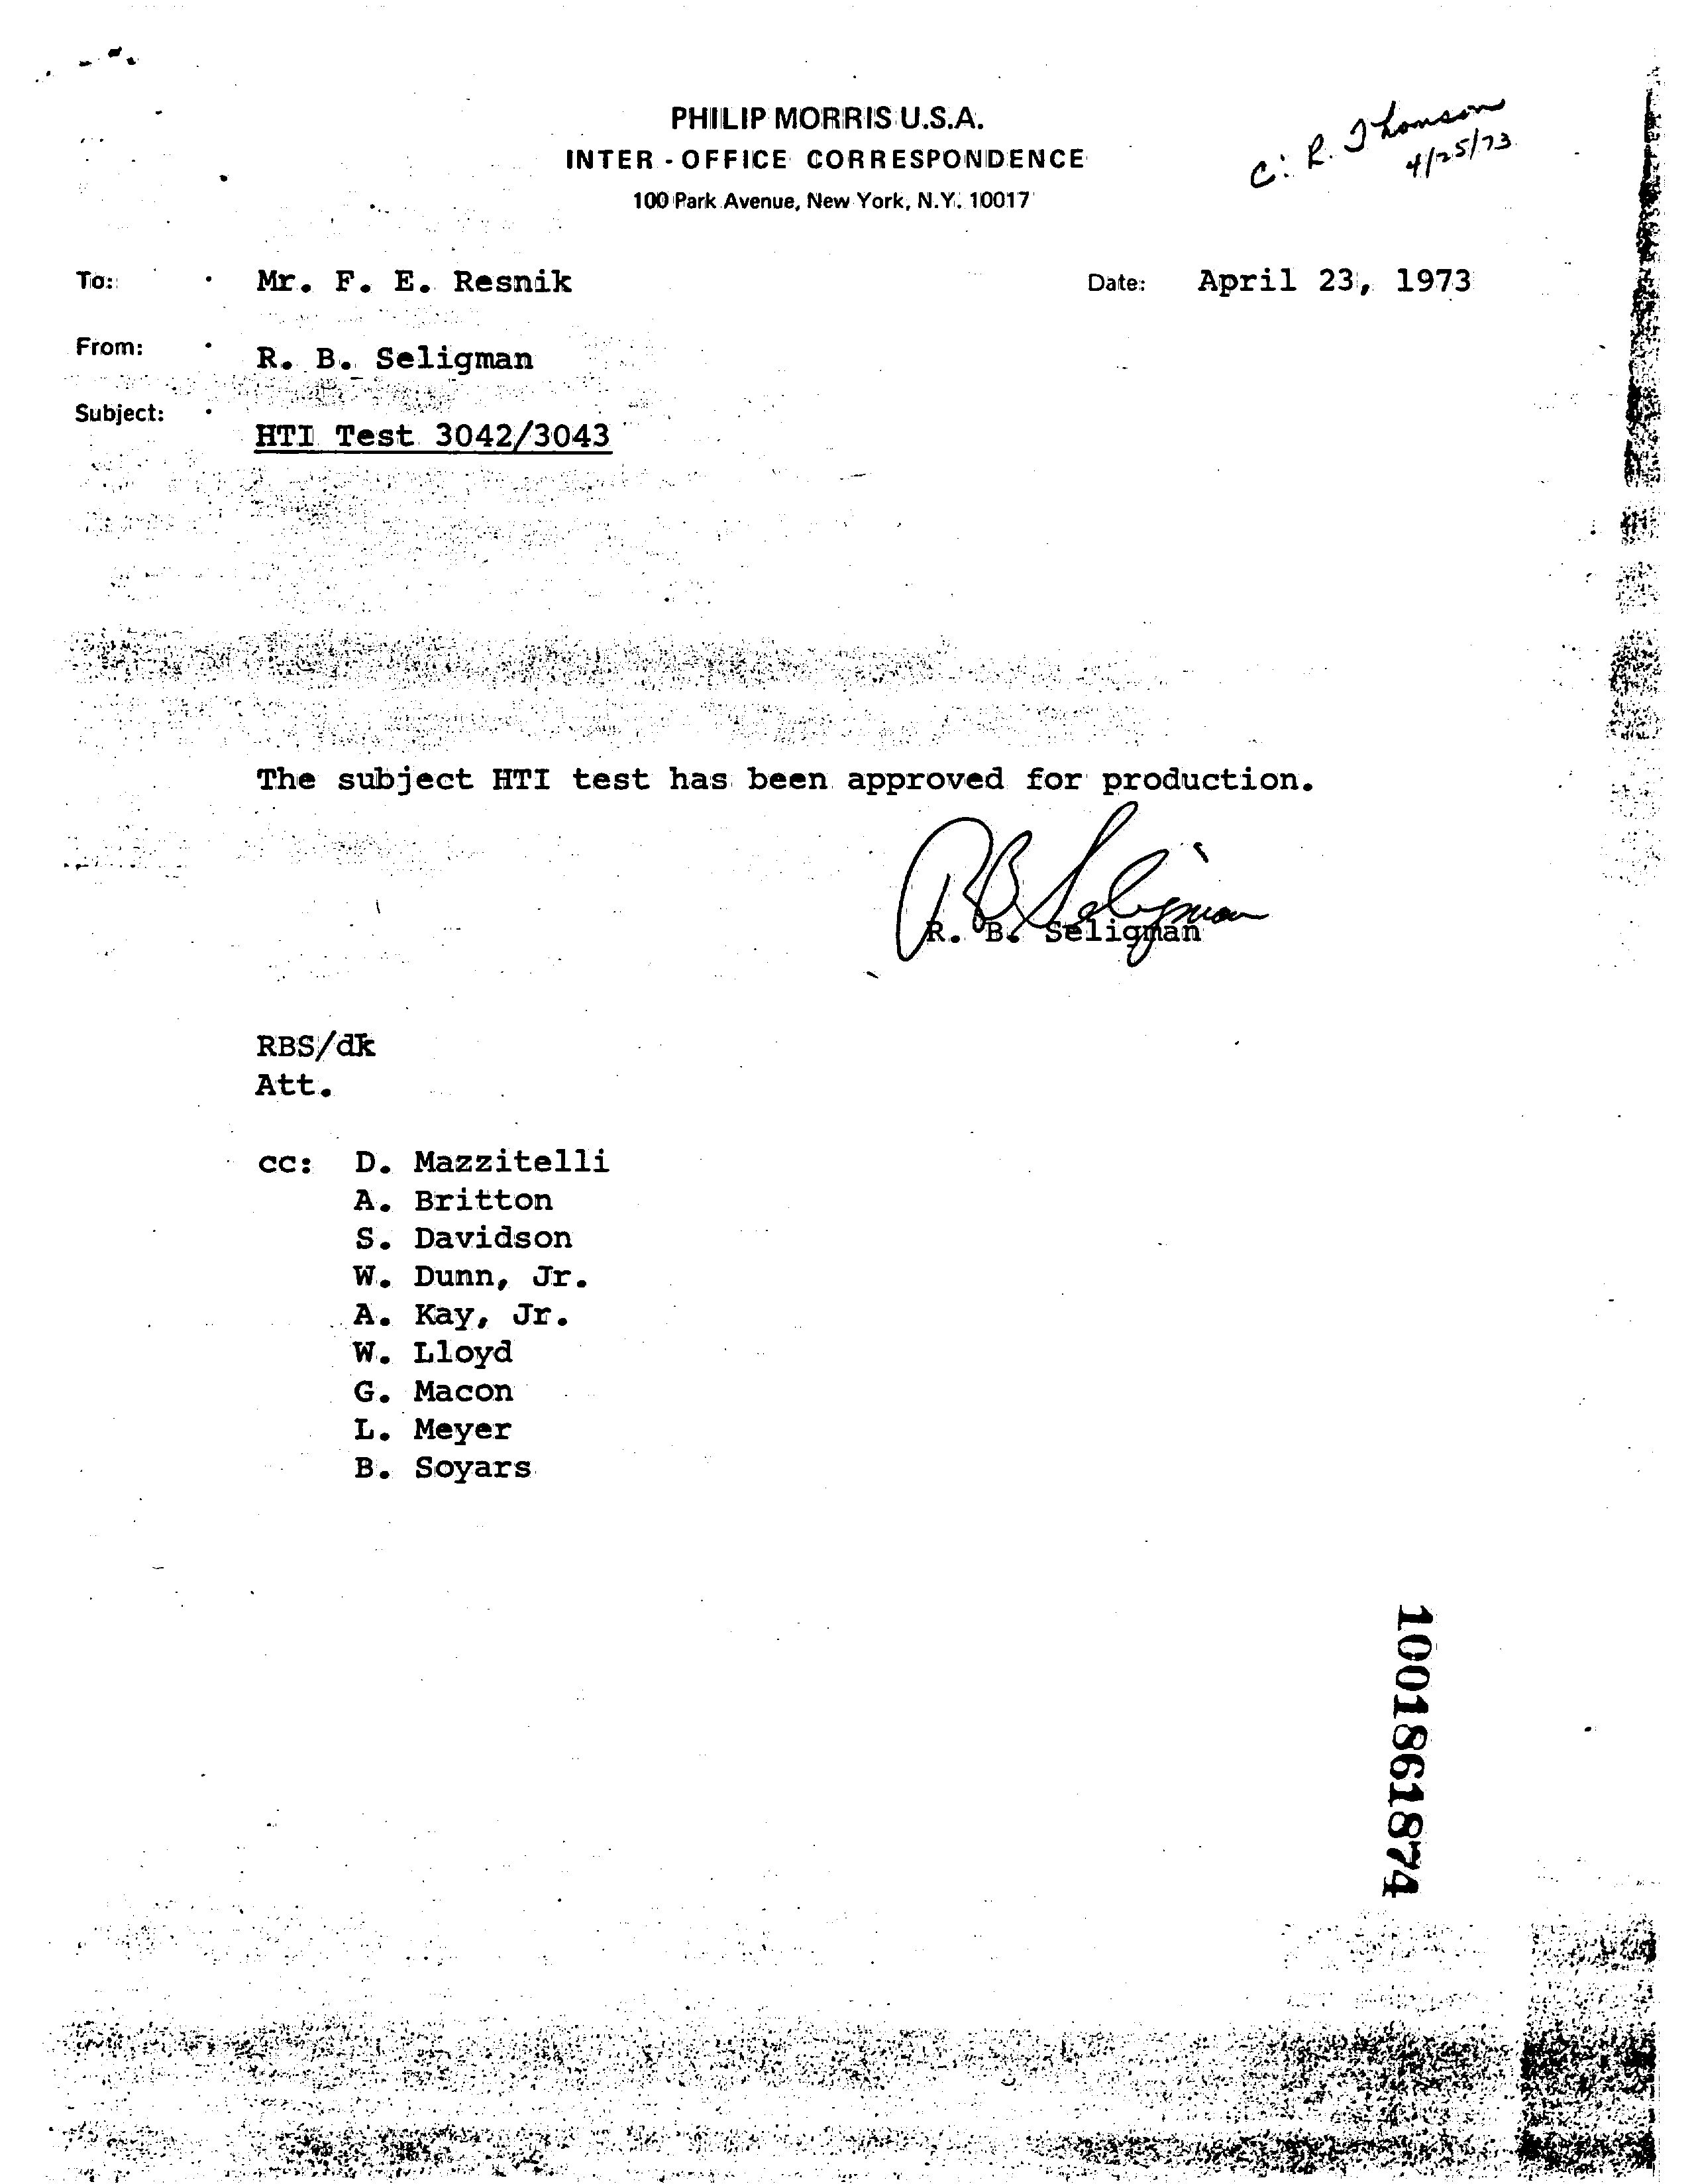 PHILIP MORRIS U.S.A.
INTER - OFFICE CORRESPONDENCE
100 Park Avenue, New York, N.Y. 10017
C: R. Thomson
4/25/73
To: Mr. F. E. Resnik Date: April 23, 1973
From: R. B. Seligman
Subject: HTI Test 3042/3043
The subject HTI test has been approved for production.
RB Seligman
R. B. Seligman
RBS/dk
Att.
cc: D. Mazzitelli
A. Britton
S. Davidson
W. Dunn, Jr.
A. Kay, Jr.
W. Lloyd
G. Macon
L. Meyer
B. Soyars
1001861874